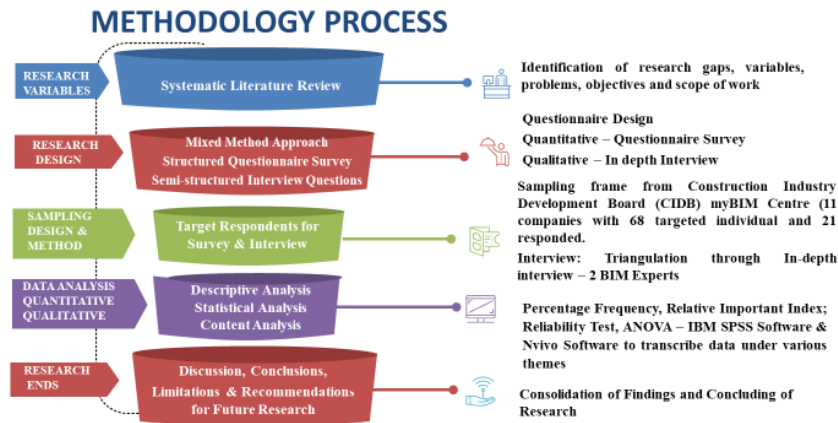 METHODOLOGY PROCESS
RESEARCH
VARIABLES
Systematic Literature Review
Identification of research gaps, variables,
problems, objectives and scope of work
RESEARCH
DESIGN
Mixed Method Approach
Structured Questionnaire Survey
Semi-structured Interview Questions
Questionnaire Design
Quantitative – Questionnaire Survey
Qualitative – In depth Interview
SAMPLING
DESIGN &
METHOD
Target Respondents for
Survey & Interview
Sampling frame from Construction Industry
Development Board (CIDB) myBIM Centre (11
companies with 68 targeted individual and 21
responded.
Interview: Triangulation through In-depth
interview – 2 BIM Experts
DATA ANALYSIS
QUANTITATIVE
QUALITATIVE
Descriptive Analysis
Statistical Analysis
Content Analysis
Percentage Frequency, Relative Important Index;
Reliability Test, ANOVA – IBM SPSS Software &
Nvivo Software to transcribe data under various
themes
RESEARCH
ENDS
Discussion, Conclusions,
Limitations & Recommendations
for Future Research
Consolidation of Findings and Concluding of
Research